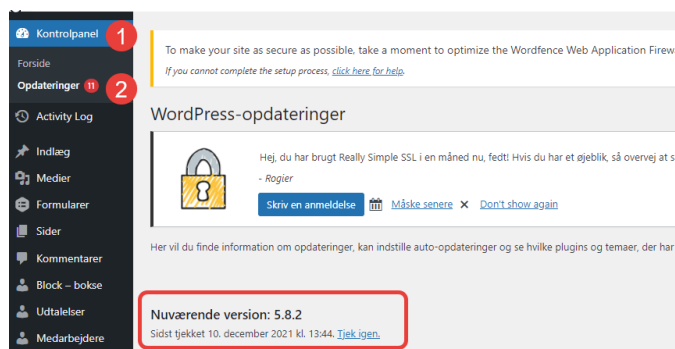 Kontrolpanel
1
Forside
Opdateringer 11
2
Activity Log
Indlæg
Medier
Formularer
Sider
Kommentarer
Block – bokse
Udtalelser
Medarbejdere
To make your site as secure as possible, take a moment to optimize the Wordfence Web Application Firew
If you cannot complete the setup process, click here for help.
WordPress-opdateringer
Hej, du har brugt Really Simple SSL i en måned nu, fedt! Hvis du har et øjeblik, så overvej at s
- Rogier
Skriv en anmeldelse Måske senere Don't show again
Her vil du finde information om opdateringer, kan indstille auto-opdateringer og se hvilke plugins og temaer, der har
Nuværende version: 5.8.2
Sidst tjekket 10. december 2021 kl. 13:44. Tjek igen.